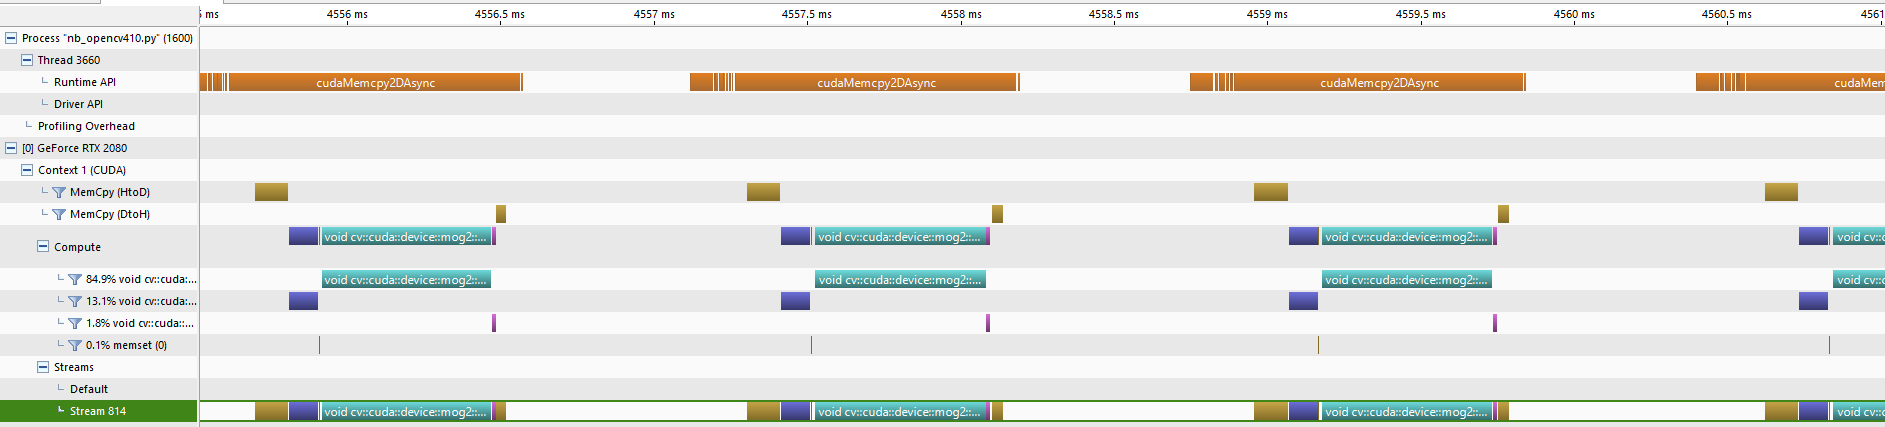 5 ms 4556 ms 4556.5 ms 4557 ms 4557.5 ms 4558 ms 4558.5 ms 4559 ms 4559.5 ms 4560 ms 4560.5 ms 4561
Process "nb_opencv410.py" (1600)
Thread 3660
Runtime API cudaMemcpy2DAsync cudaMemcpy2DAsync cudaMemcpy2DAsync cudaMem
Driver API
Profiling Overhead
[0] GeForce RTX 2080
Context 1 (CUDA)
MemCpy (HtoD)
MemCpy (DtoH)
Compute void cv::cuda::device::mog2::... void cv::cuda::device::mog2::... void cv::cuda::device::mog2::... void cv::c
84.9% void cv::cuda:... void cv::cuda::device::mog2::... void cv::cuda::device::mog2::... void cv::cuda::device::mog2::... void cv::c
13.1% void cv::cuda:...
1.8% void cv::cuda::...
0.1% memset (0)
Streams
Default
Stream 814 void cv::cuda::device::mog2::... void cv::cuda::device::mog2::... void cv::cuda::device::mog2::... void cv::c